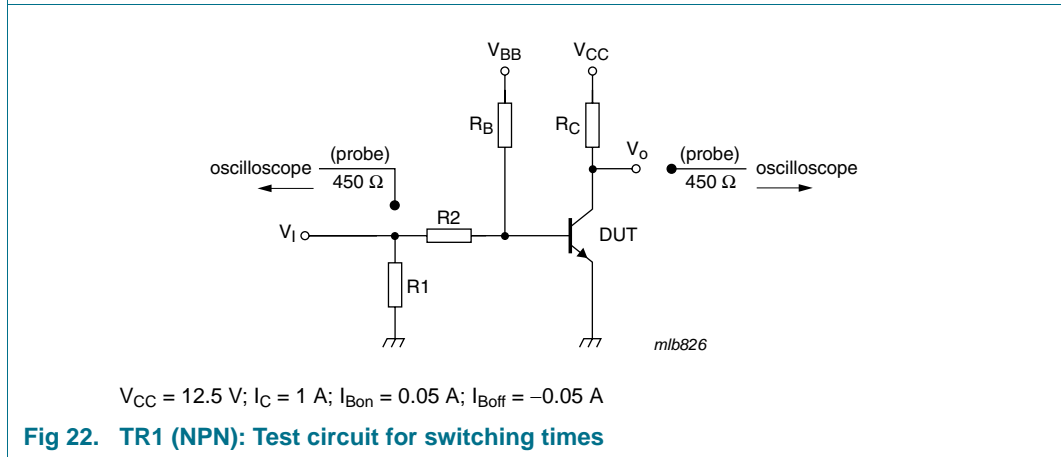 VBB VCC
RB RC
Vo
(probe) (probe)
oscilloscope oscilloscope
450 Ω 450 Ω
R2
VI DUT
R1
mlb826
VCC = 12.5 V; IC = 1 A; IBon = 0.05 A; IBoff = −0.05 A
Fig 22. TR1 (NPN): Test circuit for switching times